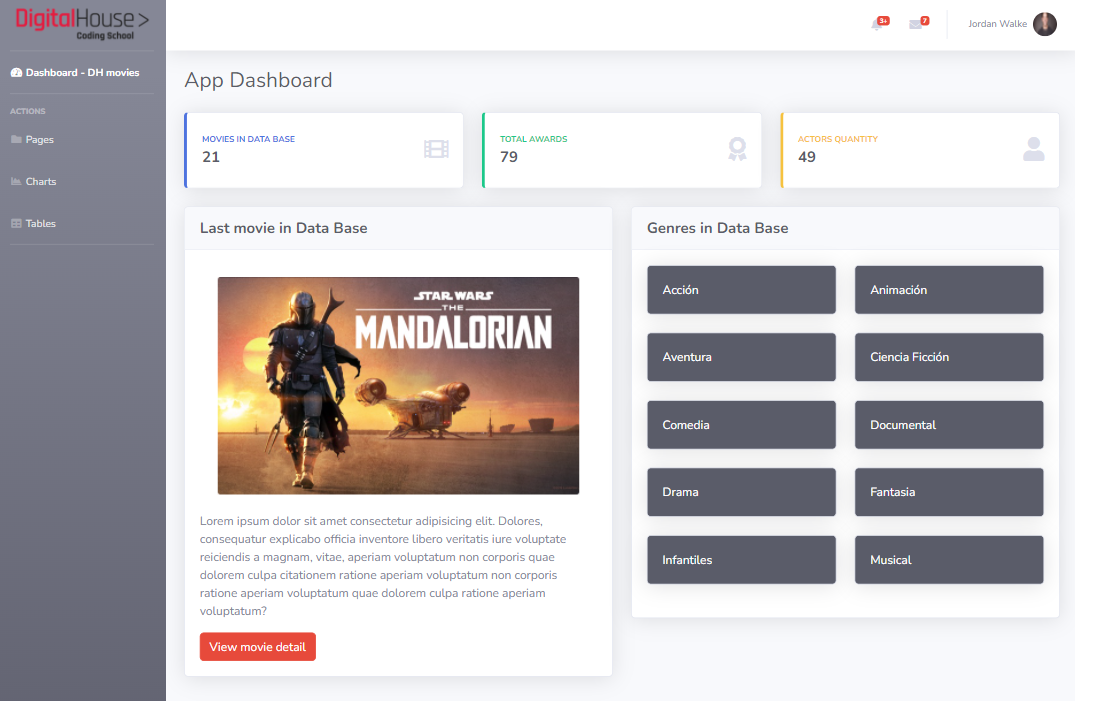 DigitalHouse>
Coding School
Dashboard - DH movies
ACTIONS
Pages
Charts
Tables
3+
7
Jordan Walke
App Dashboard
MOVIES IN DATA BASE
21
TOTAL AWARDS
79
ACTORS QUANTITY
49
Last movie in Data Base
STAR WARS
THE
MANDALORIAN
Lorem ipsum dolor sit amet consectetur adipisicing elit. Dolores,
consequatur explicabo officia inventore libero veritatis iure voluptate
reiciendis a magnam, vitae, aperiam voluptatum non corporis quae
dolorem culpa citationem ratione aperiam voluptatum non corporis
ratione aperiam voluptatum quae dolorem culpa ratione aperiam
voluptatum?
View movie detail
Genres in Data Base
Acción
Animación
Aventura
Ciencia Ficción
Comedia
Documental
Drama
Fantasia
Infantiles
Musical